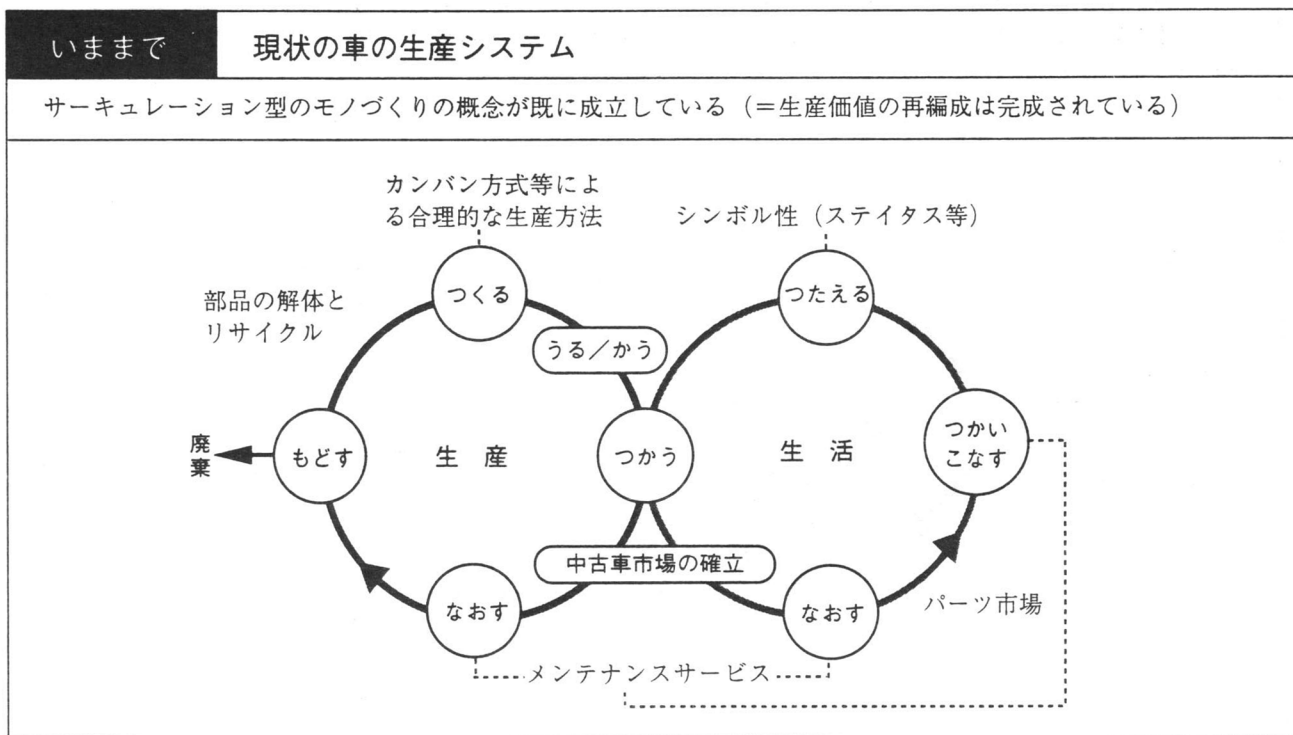 いままで
現状の車の生産システム
サーキュレーション型のモノづくりの概念が既に成立している（＝生産価値の再編成は完成されている）
カンバン方式等によ
る合理的な生産方法
シンボル性（ステイタス等）
つくる
つたえる
部品の解体と
リサイクル
うる／かう
廃棄
もどす
生 産
つかう
生 活
つかい
こなす
中古車市場の確立
なおす
なおす
パーツ市場
メンテナンスサービス